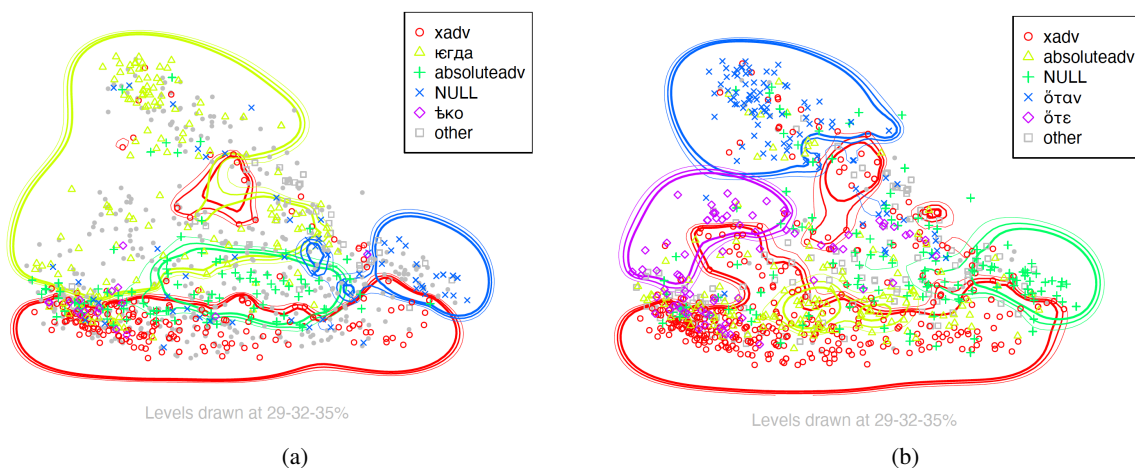 xadv
ѥгда
absoluteadv
NULL
ѣко
other
Levels drawn at 29-32-35%
(a)
xadv
absoluteadv
NULL
ὅταν
ὅτε
other
Levels drawn at 29-32-35%
(b)